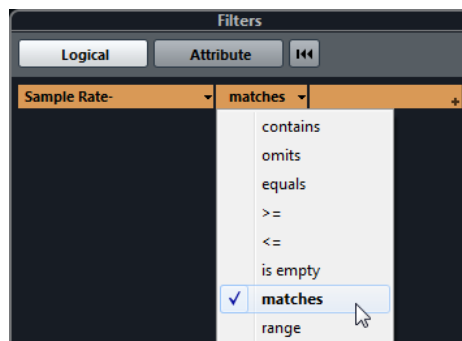 Filters
Logical Attribute
Sample Rate- matches
contains
omits
equals
>=
<=
is empty
matches
range